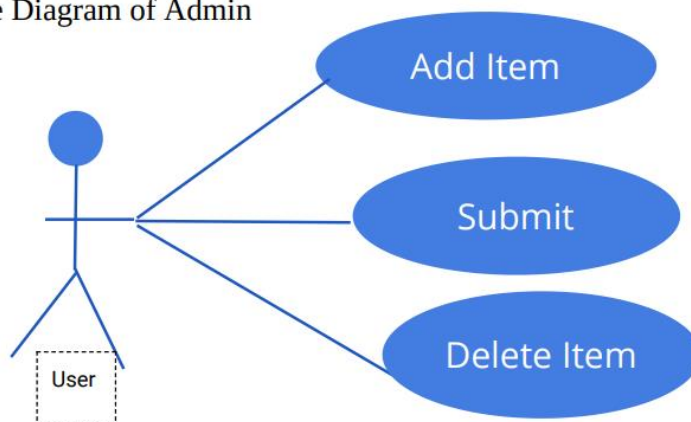 e Diagram of Admin
Add Item
Submit
Delete Item
User